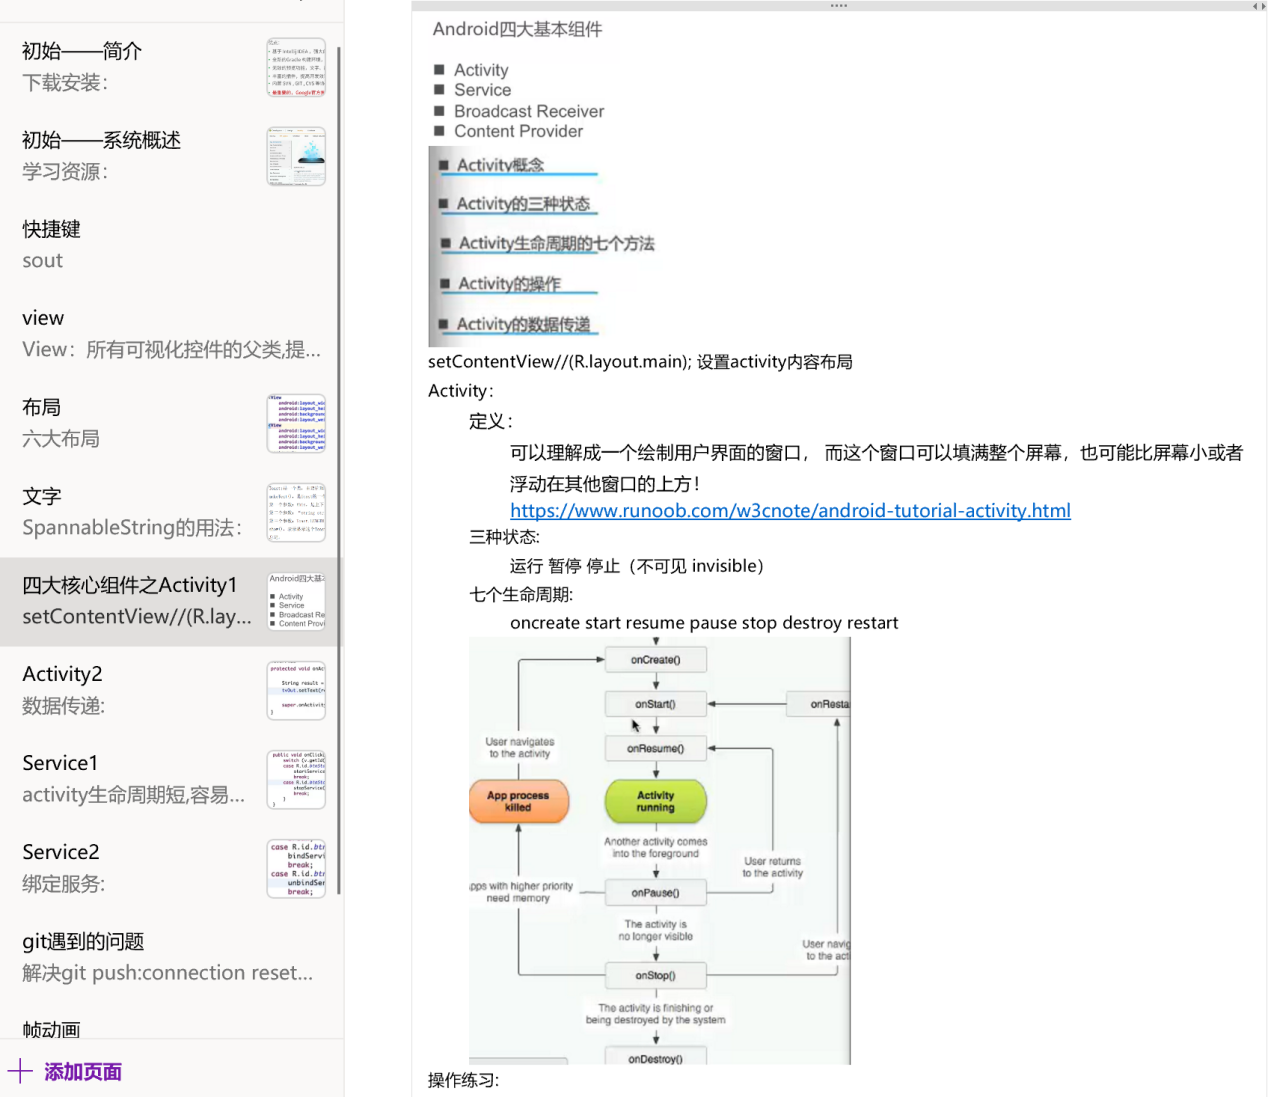 初始——简介
下载安装：
初始——系统概述
学习资源：
快捷键
sout
view
View：所有可视化控件的父类,提...
布局
六大布局
文字
SpannableString的用法：
四大核心组件之Activity1
setContentView//(R.lay...
Activity2
数据传递:
Service1
activity生命周期短,容易...
Service2
绑定服务:
git遇到的问题
解决git push:connection reset...
帧动画
添加页面
Android四大基本组件
■ Activity
■ Service
■ Broadcast Receiver
■ Content Provider
■ Activity概念
■ Activity的三种状态
■ Activity生命周期的七个方法
■ Activity的操作
■ Activity的数据传递
setContentView//(R.layout.main); 设置activity内容布局
Activity：
定义：
可以理解成一个绘制用户界面的窗口， 而这个窗口可以填满整个屏幕，也可能比屏幕小或者
浮动在其他窗口的上方！
https://www.runoob.com/w3cnote/android-tutorial-activity.html
三种状态:
运行 暂停 停止（不可见 invisible）
七个生命周期:
oncreate start resume pause stop destroy restart
onCreate()
onStart()
onResta
User navigates
to the activity
onResume()
App process
killed
Activity
running
Another activity comes
into the foreground
User returns
to the activity
pps with higher priority
need memory
onPause()
The activity is
no longer visible
User navig
to the act
onStop()
The activity is finishing or
being destroyed by the system
onDestroy()
操作练习: